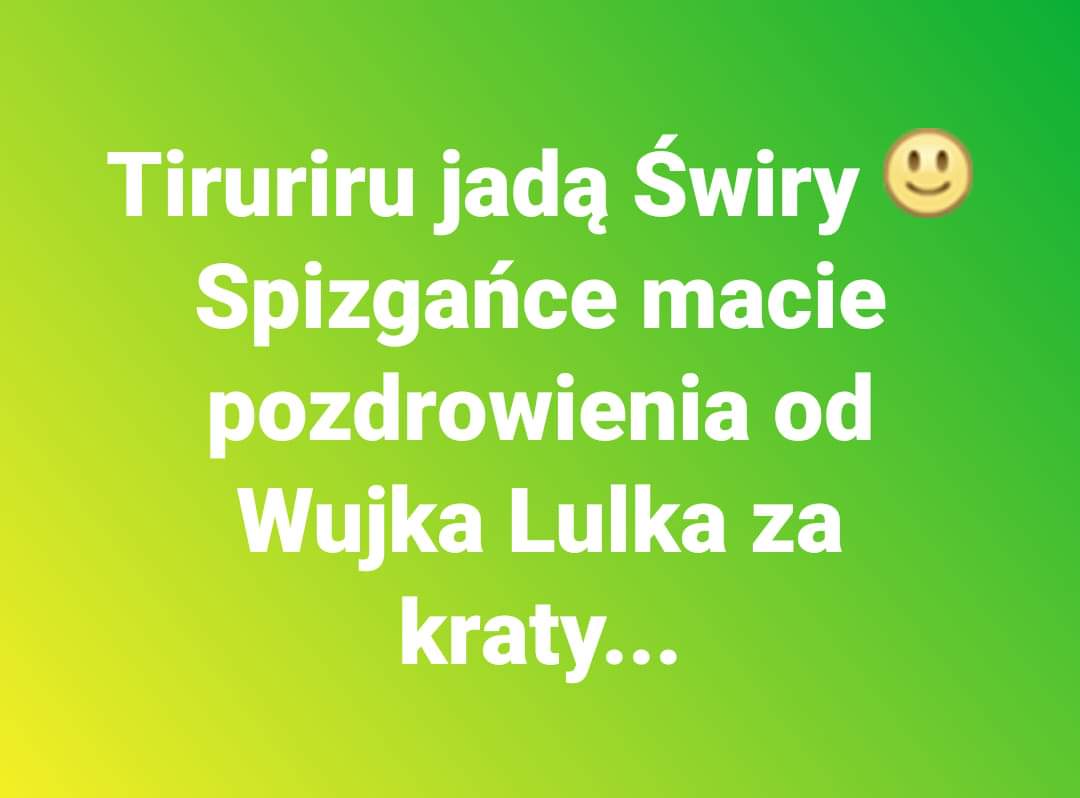 Tiruriru jadą Świry 🙂
Spizgańce macie
pozdrowienia od
Wujka Lulka za
kraty...